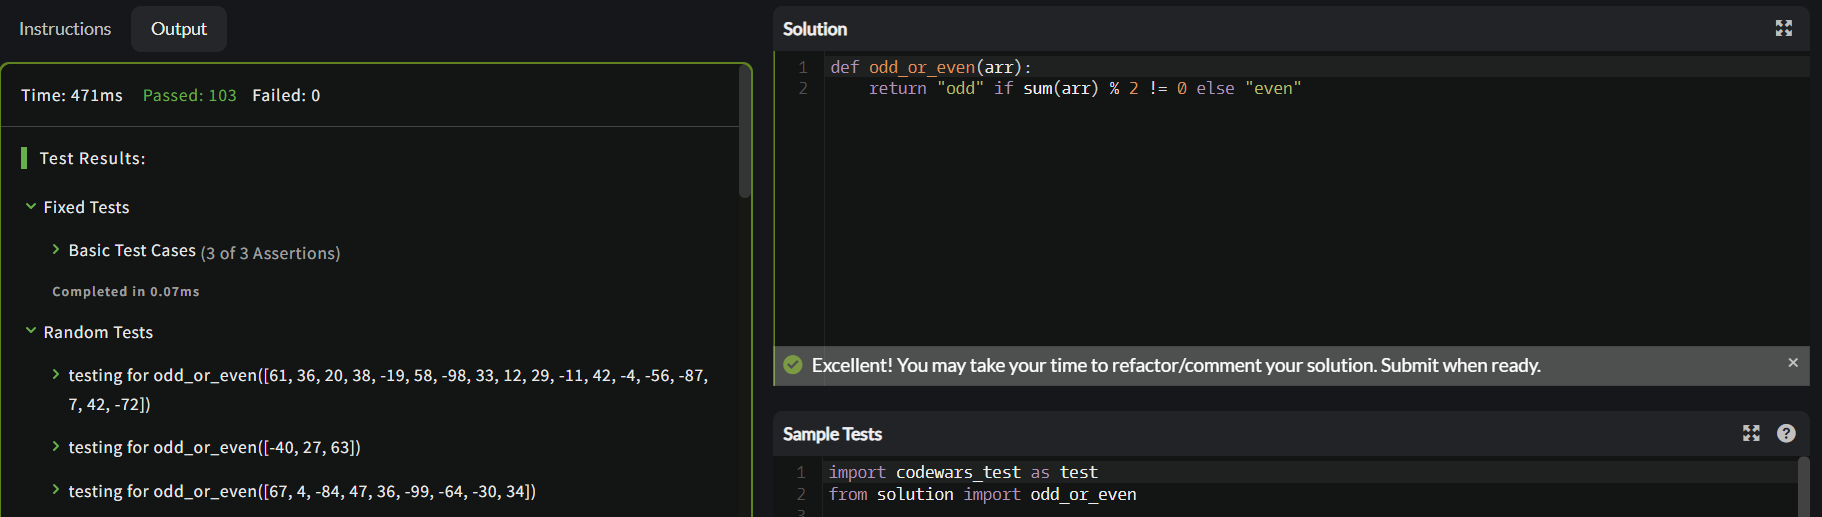 Instructions
Output
Time: 471ms Passed: 103 Failed: 0
Test Results:
Fixed Tests
Basic Test Cases (3 of 3 Assertions)
Completed in 0.07ms
Random Tests
testing for odd_or_even([61, 36, 20, 38, -19, 58, -98, 33, 12, 29, -11, 42, -4, -56, -87,
7, 42, -72])
testing for odd_or_even([-40, 27, 63])
testing for odd_or_even([67, 4, -84, 47, 36, -99, -64, -30, 34])
Solution
1 def odd_or_even(arr):
2     return "odd" if sum(arr) % 2 != 0 else "even"
Excellent! You may take your time to refactor/comment your solution. Submit when ready.
Sample Tests
1 import codewars_test as test
2 from solution import odd_or_even
3